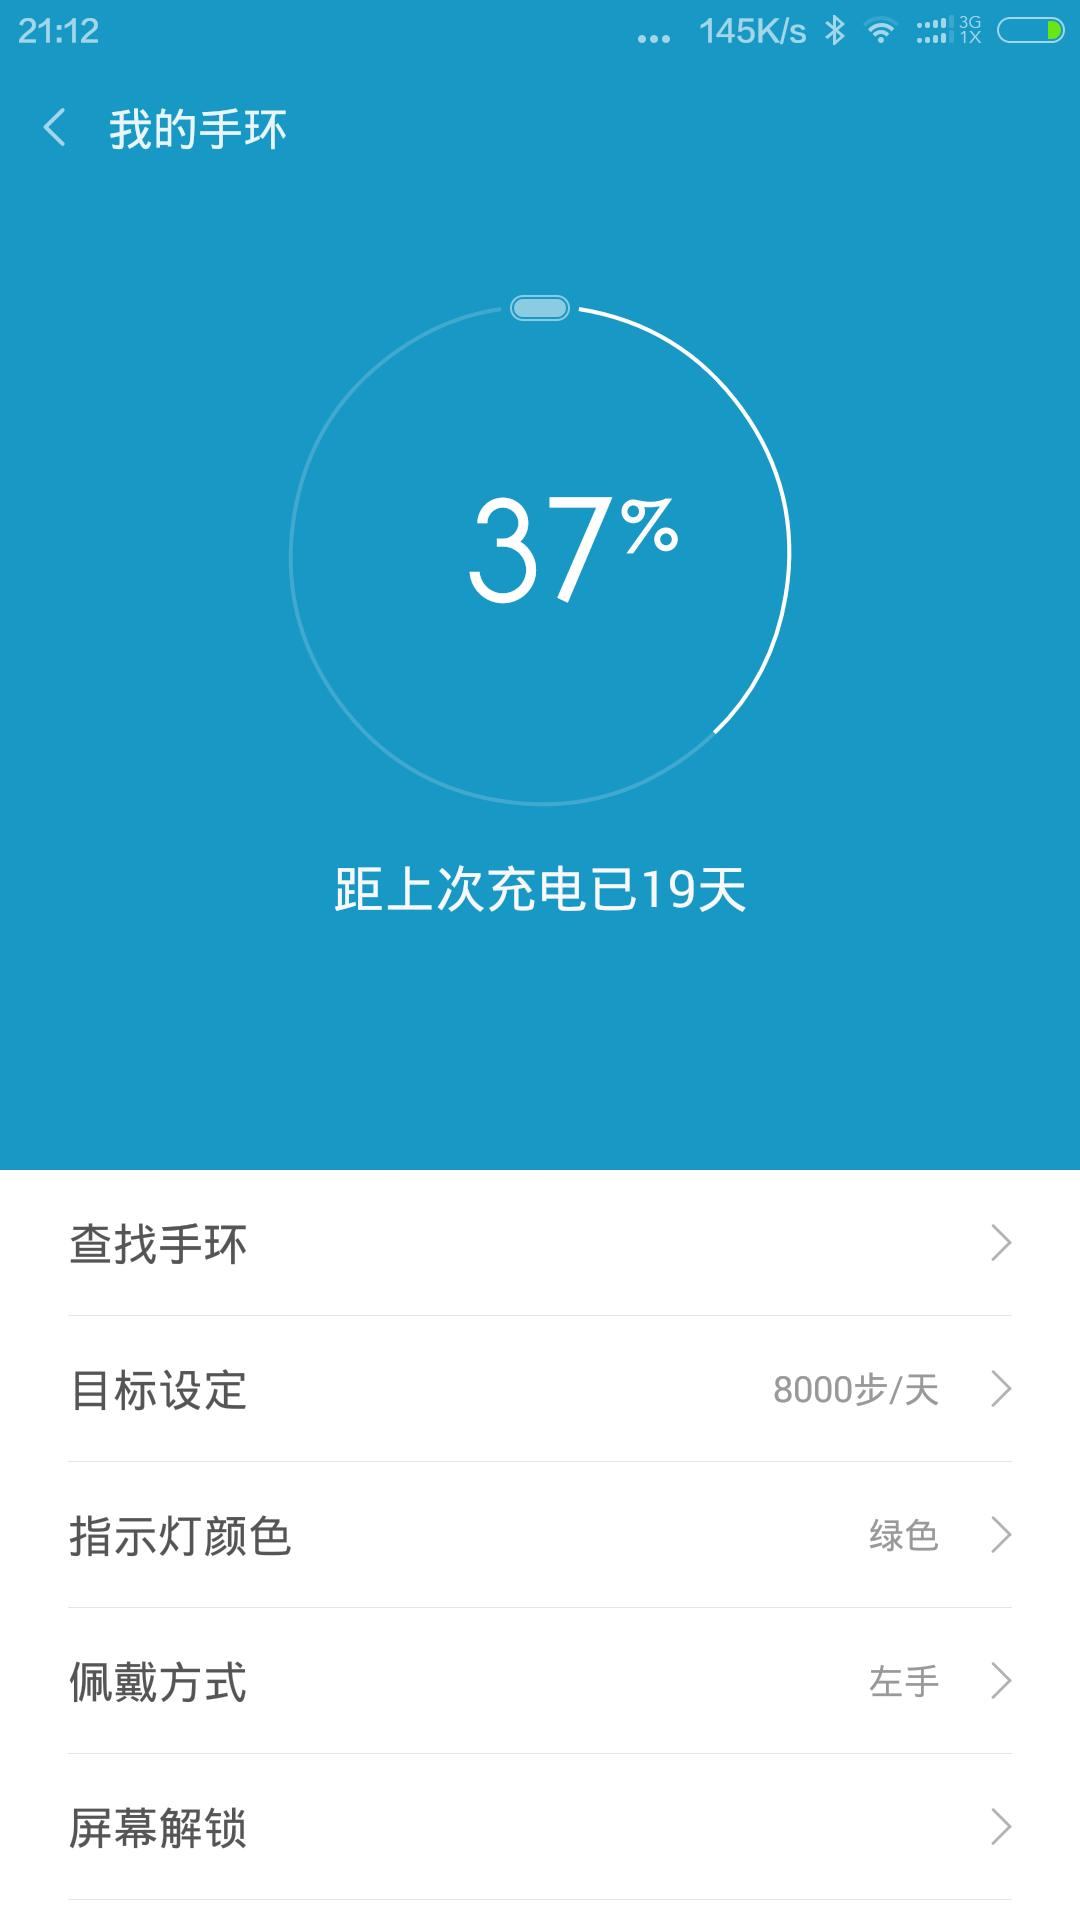 21:12 ... 145K/s 3G 1X
我的手环
37%
距上次充电已19天
查找手环
目标设定 8000步/天
指示灯颜色 绿色
佩戴方式 左手
屏幕解锁